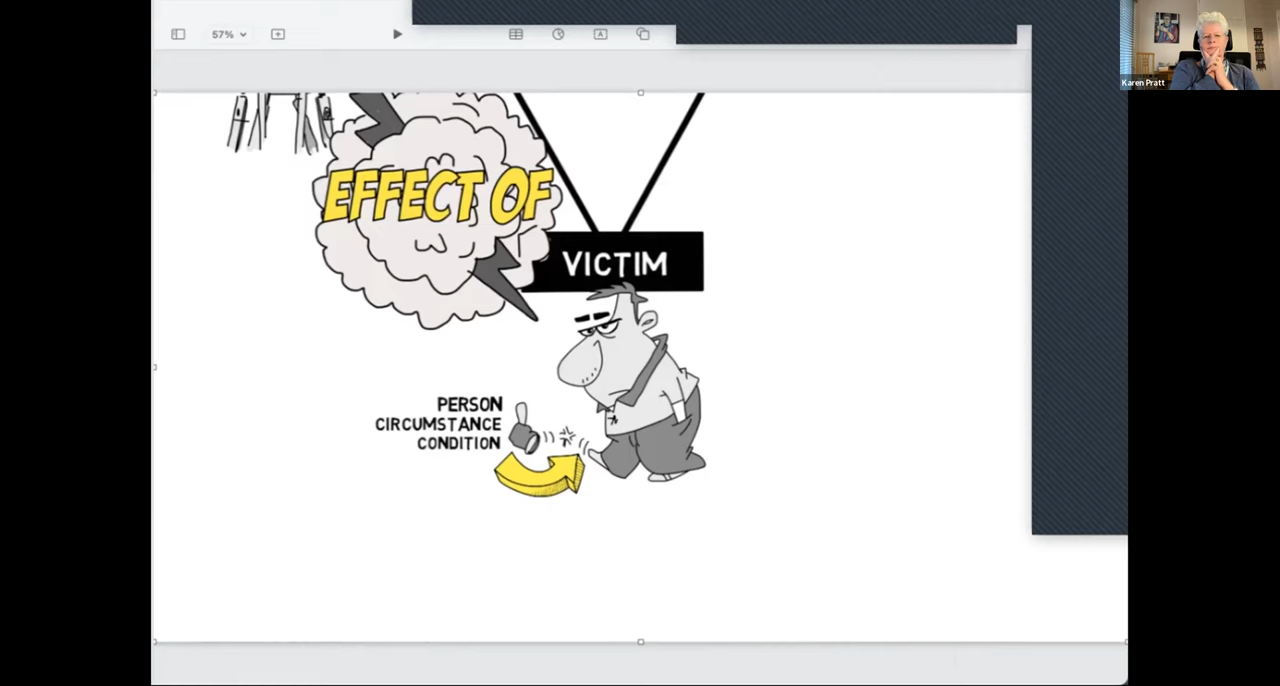 57%
Karen Pratt
EFFECT OF
VICTIM
PERSON
CIRCUMSTANCE
CONDITION